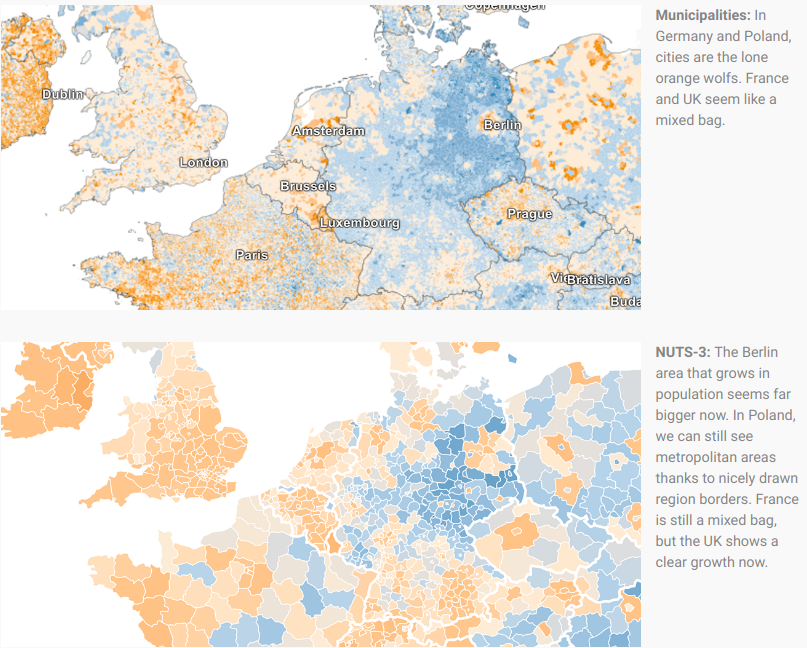 Copenhagen
Municipalities: In
Germany and Poland,
cities are the lone
orange wolfs. France
and UK seem like a
mixed bag.
Dublin
Berlin
Amsterdam
London
Brussels
Prague
Luxembourg
Paris
Bratislava
NUTS-3: The Berlin
area that grows in
population seems far
bigger now. In Poland,
we can still see
metropolitan areas
thanks to nicely drawn
region borders. France
is still a mixed bag,
but the UK shows a
clear growth now.